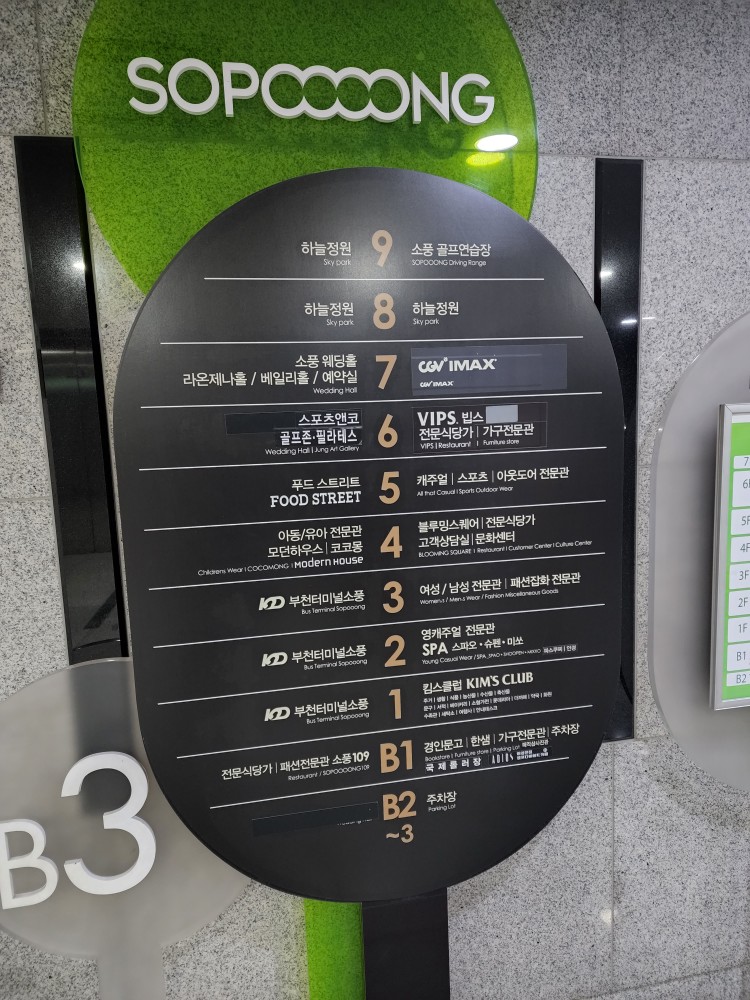 SOPOOOONG
하늘정원 9 소풍 골프연습장
Sky park SOPOOOONG Driving Range
하늘정원 8 하늘정원
Sky park Sky park
소풍 웨딩홀
라온제나홀 / 베일리홀 / 예약실 7 CGV IMAX
Wedding Hall CGV IMAX
스포츠앤코 VIPS. 빕스
골프존·필라테스 6 전문식당가 | 가구전문관
Wedding Hall | Jung Art Gallery VIPS | Restaurant | Furniture store
푸드 스트리트 5 캐주얼 | 스포츠 | 아웃도어 전문관
FOOD STREET All that Casual | Sports Outdoor Wear
아동/유아 전문관 블루밍스퀘어 | 전문식당가
모던하우스 | 코코몽 4 고객상담실 | 문화센터
Childrens Wear | COCOMONG | Modern House BLOOMING SQUARE | Restaurant | Customer Center | Culture Center
KD 부천터미널소풍 3 여성 / 남성 전문관 | 패션잡화 전문관
Bus Terminal Sopooong Women,s / Men,s Wear / Fashion Miscellaneous Goods
영캐주얼 전문관
KD 부천터미널소풍 2 SPA 스파오·슈펜·미쏘
Bus Terminal Sopooong Young Casual Wear / SPA
KD 부천터미널소풍 1 킴스클럽 KIM'S CLUB
Bus Terminal Sopooong
전문식당가 | 패션전문관 소풍109 B1 경인문고 | 한샘 | 가구전문관 | 주차장
Restaurant / SOPOOOONG109 Bookstore | Furniture store | Parking Lot
국제플러장
B2 주차장
~3 Parking Lot
B3
7
6F
5F
4F
3F
2F
1F
B1
B2